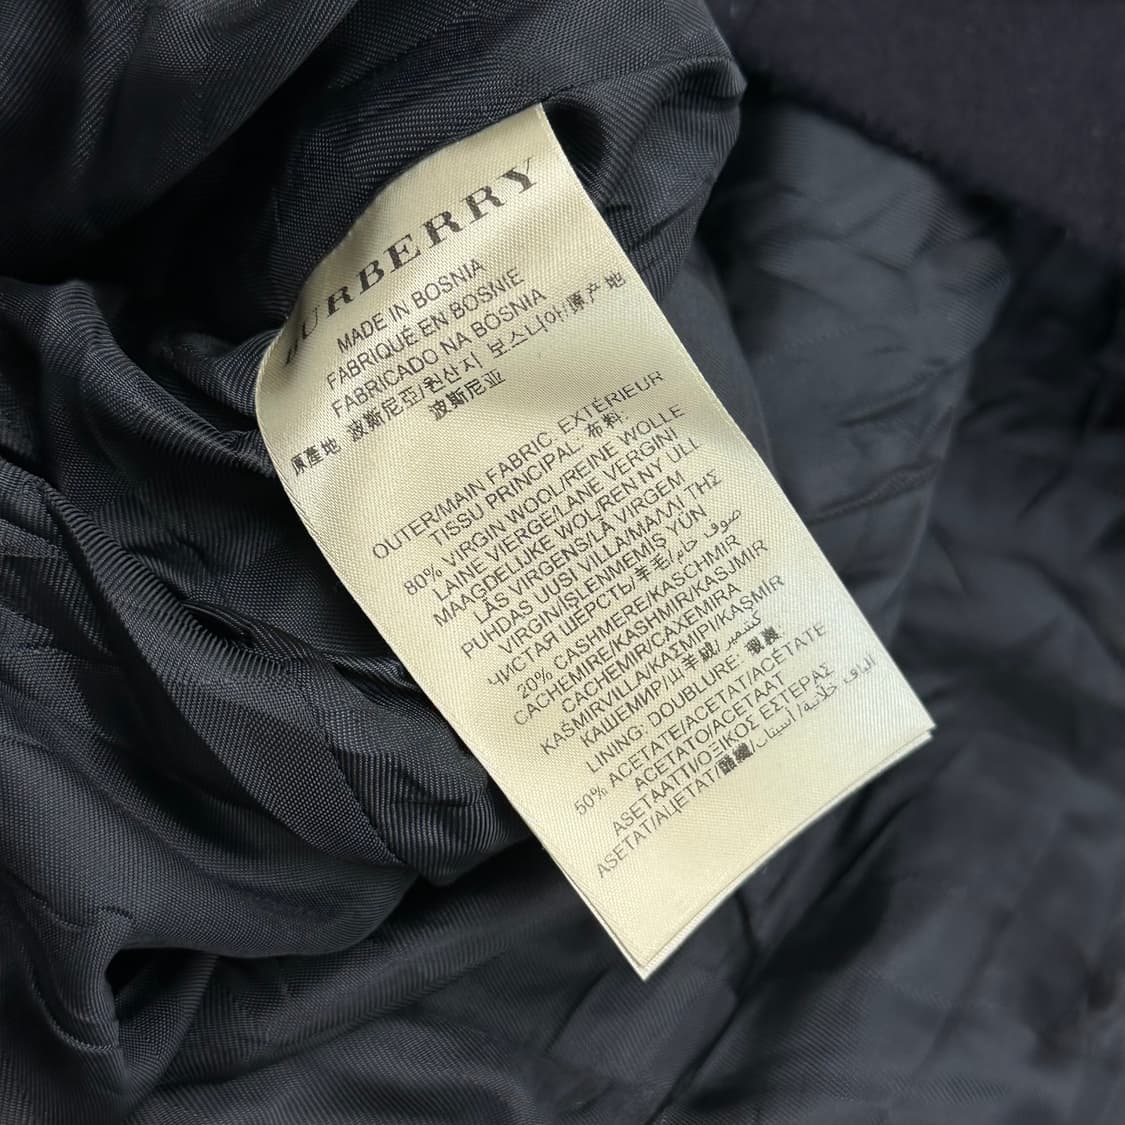 BURBERRY
MADE IN BOSNIA
FABRIQUÉ EN BOSNIE
FABRICADO NA BÓSNIA
原產地 波斯尼亞/원산지 보스니아/原产地
波斯尼亚
OUTER/MAIN FABRIC. EXTÉRIEUR
TISSU PRINCIPAL. 布料.
80% VIRGIN WOOL/REINE WOLLE
LAINE VIERGE/LANE VERGINI
MAAGDELIJKE WOL/REN NY ULL
LÃS VIRGENS/LÃ VIRGEM
PUHDAS UUSI VILLA/ΜΑΛΛΙ ΤΗΣ
VIRGIN/İŞLENMEMİŞ YÜN
ЧИСТАЯ ШЕРСТЬ/羊毛/صوف خام
20% CASHMERE/KASCHMIR
CACHEMIRE/KASHMIR/KASJMIR
CACHEMIR/CAXEMIRA
KAŠMIRVILLA/ΚΑΣΜΙΡΙ/KAŞMİR
КАШЕМИР/山羊絨/كشمير
LINING. DOUBLURE. 襯裏
50% ACETATE/ACETAT/ACÉTATE
ACETATO/ACETAAT
ASETAATTI/ΟΞΙΚΟΣ ΕΣΤΕΡΑΣ
ASETAT/АЦЕТАТ/醋纖/أسيتات/ألياف خلانية